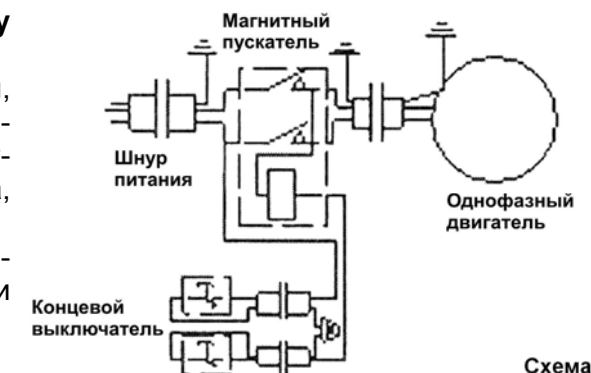 у
Магнитный
пускатель
Шнур
питания
Однофазный
двигатель
и
Концевой
выключатель
Схема